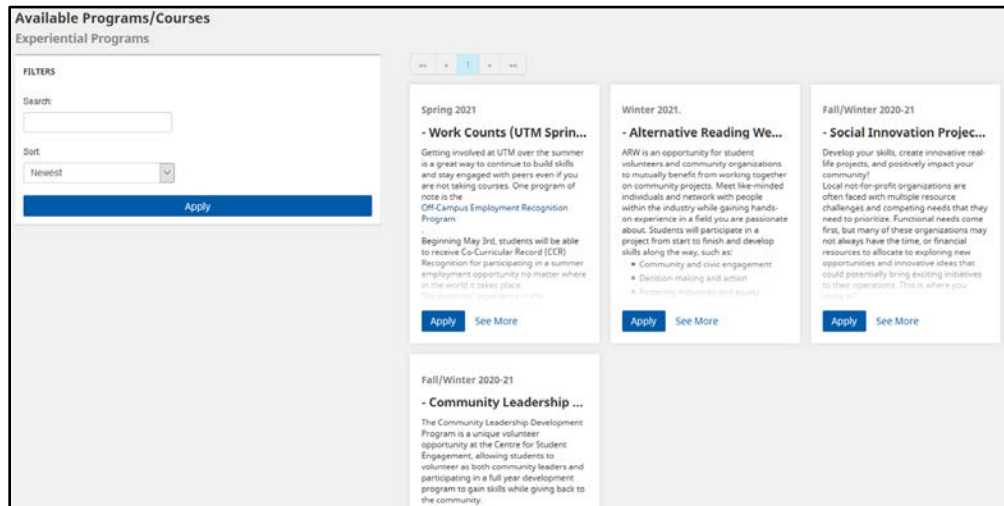 Available Programs/Courses
Experiential Programs
FILTERS
Search:
Sort:
Newest
Apply
1
Spring 2021
- Work Counts (UTM Sprin...
Getting involved at UTM over the summer
is a great way to continue to build skills
and stay engaged with peers even if you
are not taking courses. One program of
note is the
Off-Campus Employment Recognition
Program
.
Beginning May 3rd, students will be able
to receive Co-Curricular Record (CCR)
Recognition for participating in a summer
employment opportunity no matter where
in the world it takes place.
Apply See More
Winter 2021.
- Alternative Reading We...
ARW is an opportunity for student
volunteers and community organizations
to mutually benefit from working together
on community projects. Meet like-minded
individuals and network with people
within the industry while gaining hands-
on experience in a field you are passionate
about. Students will participate in a
project from start to finish and develop
skills along the way, such as:
• Community and civic engagement
• Decision-making and action
• Fostering inclusivity and equity
Apply See More
Fall/Winter 2020-21
- Social Innovation Projec...
Develop your skills, create innovative real-
life projects, and positively impact your
community!
Local not-for-profit organizations are
often faced with multiple resource
challenges and competing needs that they
need to prioritize. Functional needs come
first, but many of these organizations may
not always have the time, or financial
resources to allocate to exploring new
opportunities and innovative ideas that
could potentially bring exciting initiatives
to their operations. This is where you
Apply See More
Fall/Winter 2020-21
- Community Leadership ...
The Community Leadership Development
Program is a unique volunteer
opportunity at the Centre for Student
Engagement, allowing students to
volunteer as both community leaders and
participating in a full year development
program to gain skills while giving back to
the community.